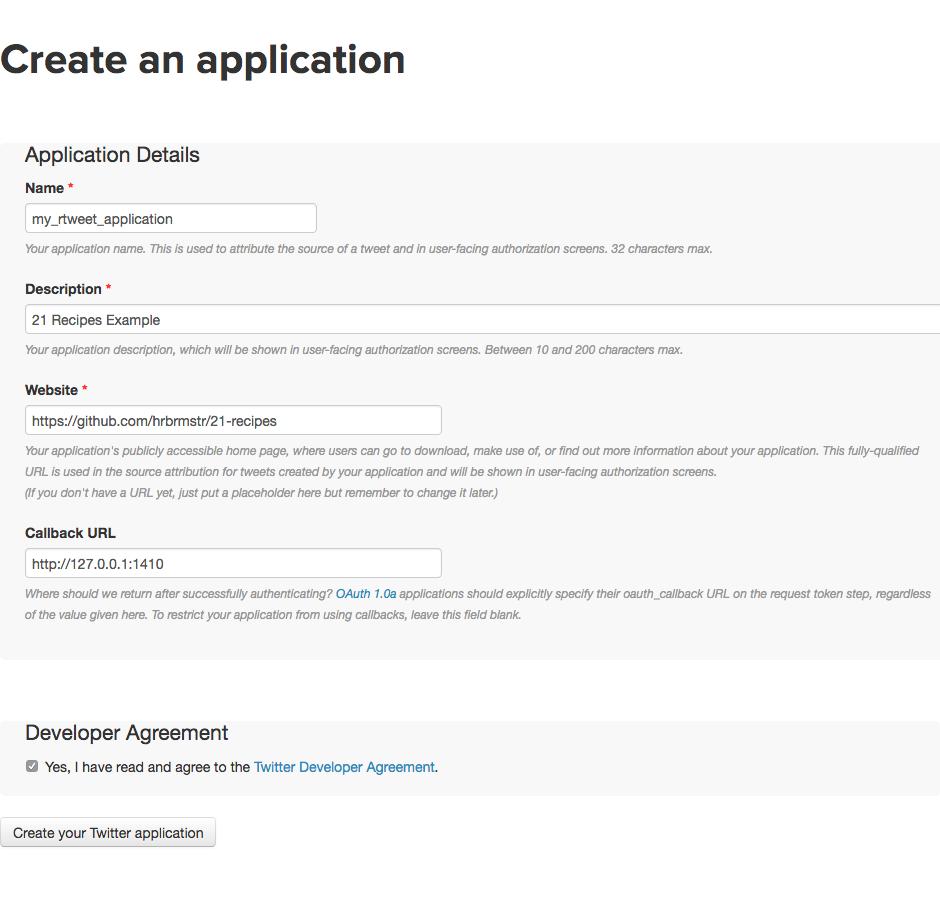 Create an application
Application Details
Name *
my_rtweet_application
Your application name. This is used to attribute the source of a tweet and in user-facing authorization screens. 32 characters max.
Description *
21 Recipes Example
Your application description, which will be shown in user-facing authorization screens. Between 10 and 200 characters max.
Website *
https://github.com/hrbrmstr/21-recipes
Your application's publicly accessible home page, where users can go to download, make use of, or find out more information about your application. This fully-qualified
URL is used in the source attribution for tweets created by your application and will be shown in user-facing authorization screens.
(If you don't have a URL yet, just put a placeholder here but remember to change it later.)
Callback URL
http://127.0.0.1:1410
Where should we return after successfully authenticating? OAuth 1.0a applications should explicitly specify their oauth_callback URL on the request token step, regardless
of the value given here. To restrict your application from using callbacks, leave this field blank.
Developer Agreement
Yes, I have read and agree to the Twitter Developer Agreement.
Create your Twitter application